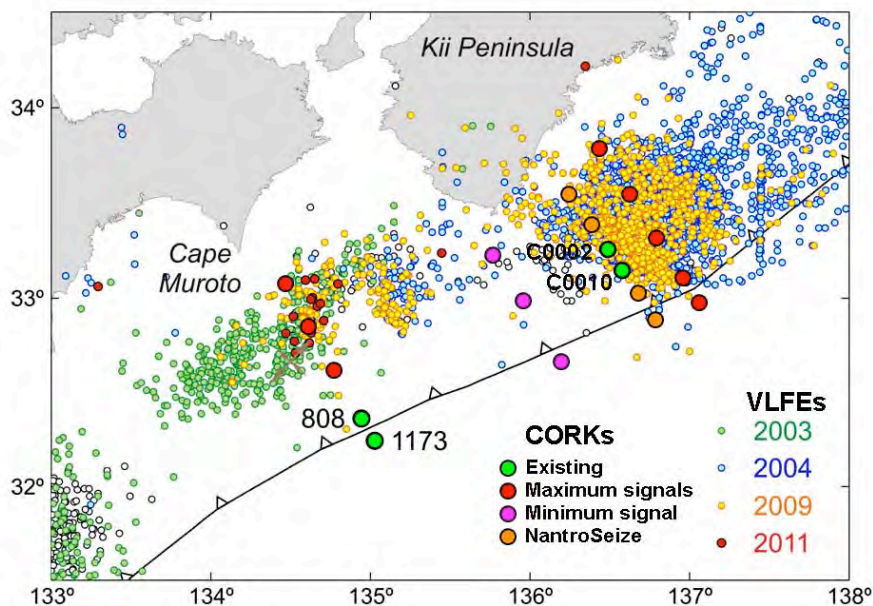 Kii Peninsula
34°
Cape
Muroto
C0002
C0010
33°
808
1173
32°
CORKs
Existing
Maximum signals
Minimum signal
NantroSeize
VLFEs
2003
2004
2009
2011
133 134° 135° 136° 137° 138°